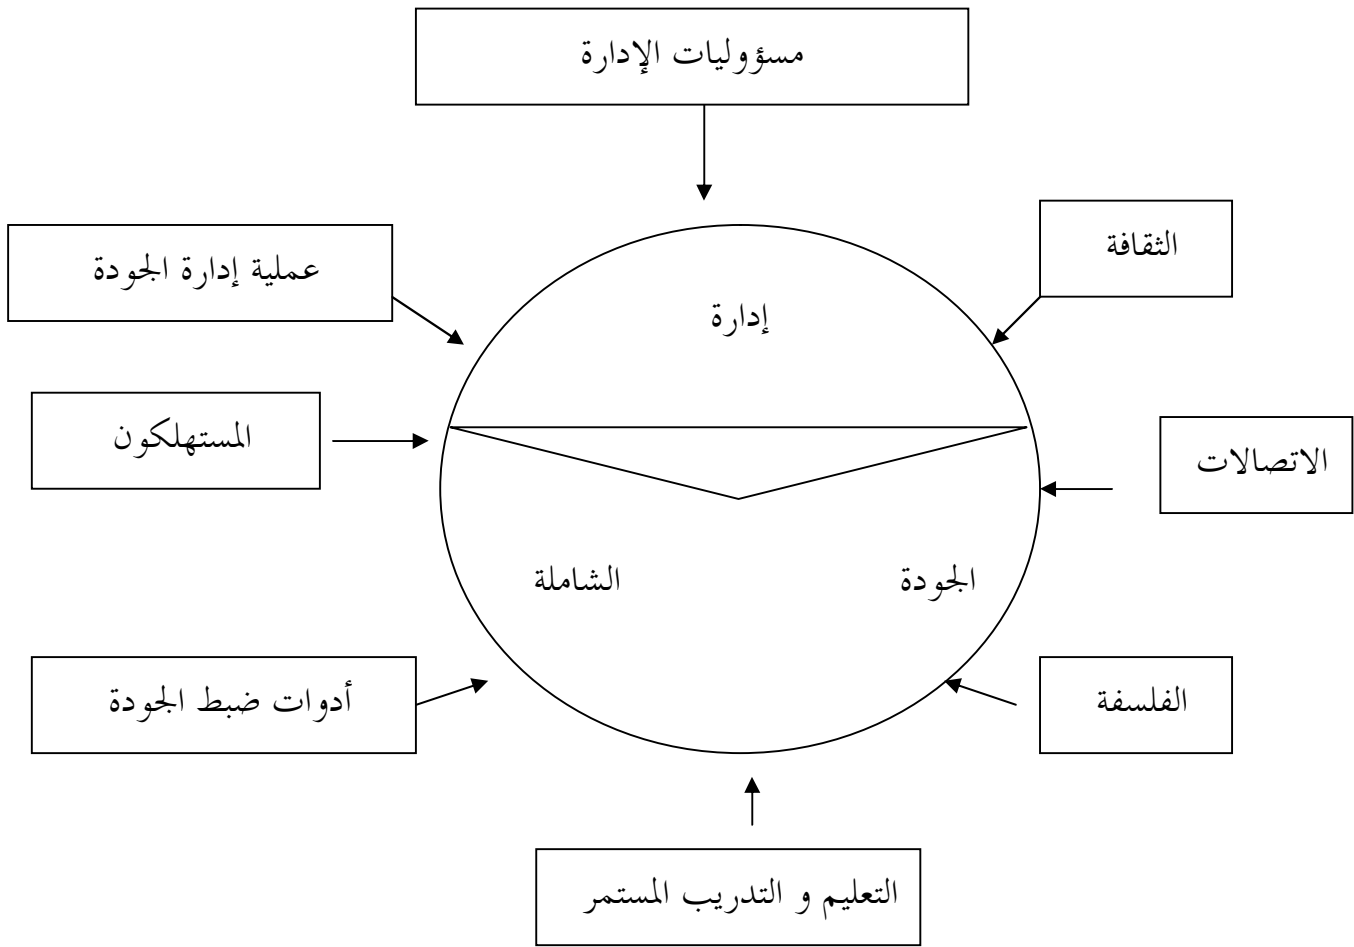 مسؤوليات الإدارة
الثقافة
عملية إدارة الجودة
إدارة
المستهلكون
الاتصالات
الجودة
الشاملة
الفلسفة
أدوات ضبط الجودة
التعليم و التدريب المستمر